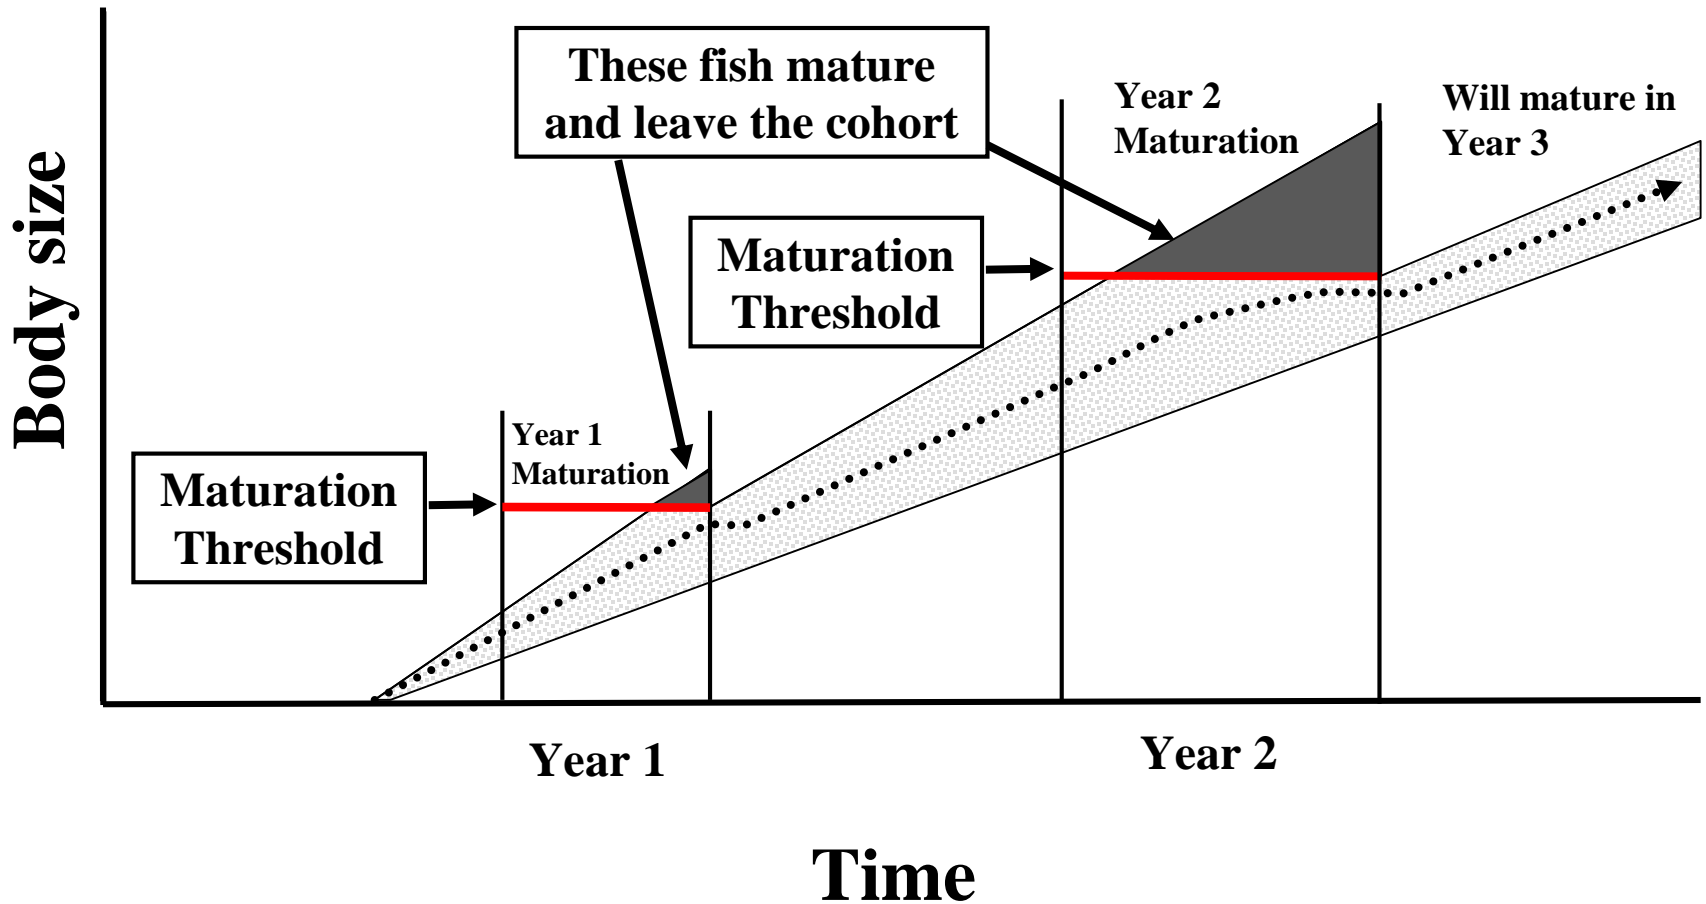 These fish mature
and leave the cohort
Year 2
Maturation
Will mature in
Year 3
Body size
Maturation
Threshold
Year 1
Maturation
Maturation
Threshold
Year 1
Year 2
Time